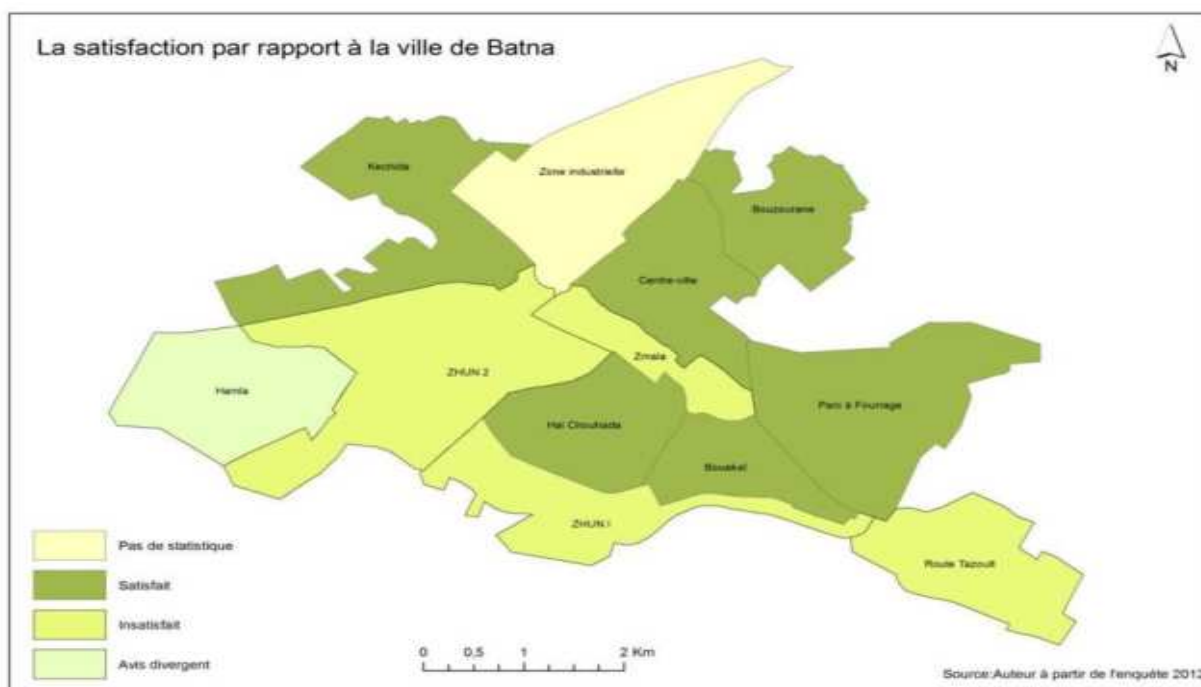 La satisfaction par rapport à la ville de Batna
N
Kechida
Zone industrielle
Bouzourane
Centre-ville
Zmala
ZHUN 2
Hamla
Parc à Fourrage
Haï Chouhada
Bouakal
ZHUN I
Route Tazoult
Pas de statistique
Satisfait
Insatisfait
Avis divergent
0 0,5 1 2 Km
Source:Auteur à partir de l'enquête 2013